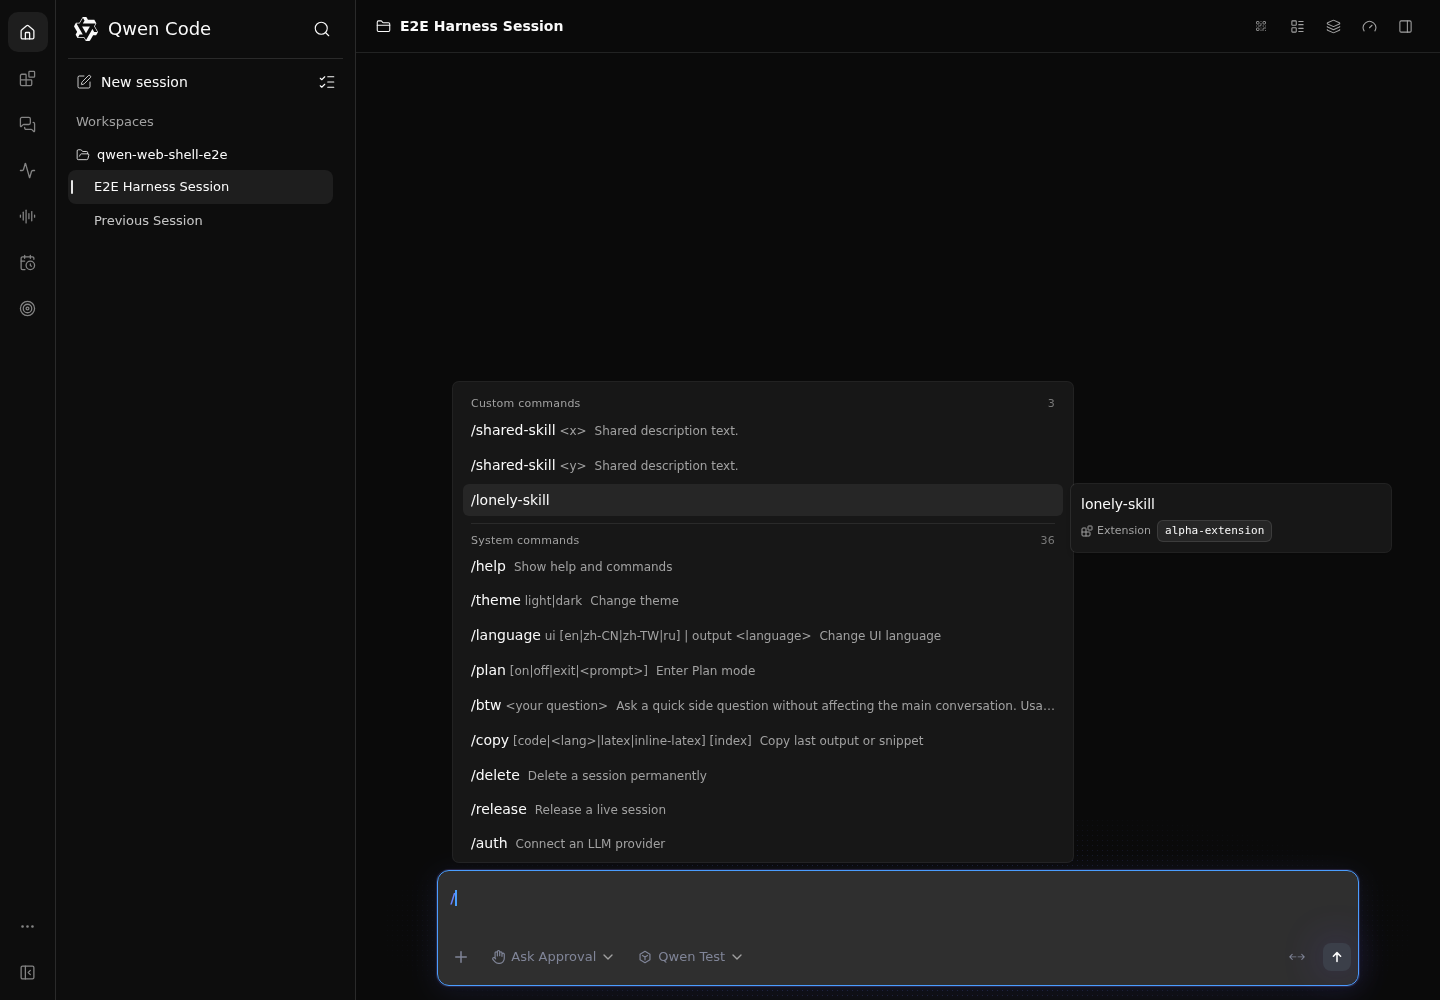 Qwen Code
New session
Workspaces
qwen-web-shell-e2e
E2E Harness Session
Previous Session
E2E Harness Session
Custom commands 3
/shared-skill <x> Shared description text.
/shared-skill <y> Shared description text.
/lonely-skill
lonely-skill
Extension alpha-extension
System commands 36
/help Show help and commands
/theme light|dark Change theme
/language ui [en|zh-CN|zh-TW|ru] | output <language> Change UI language
/plan [on|off|exit|<prompt>] Enter Plan mode
/btw <your question> Ask a quick side question without affecting the main conversation. Usa…
/copy [code|<lang>|latex|inline-latex] [index] Copy last output or snippet
/delete Delete a session permanently
/release Release a live session
/auth Connect an LLM provider
/
Ask Approval
Qwen Test